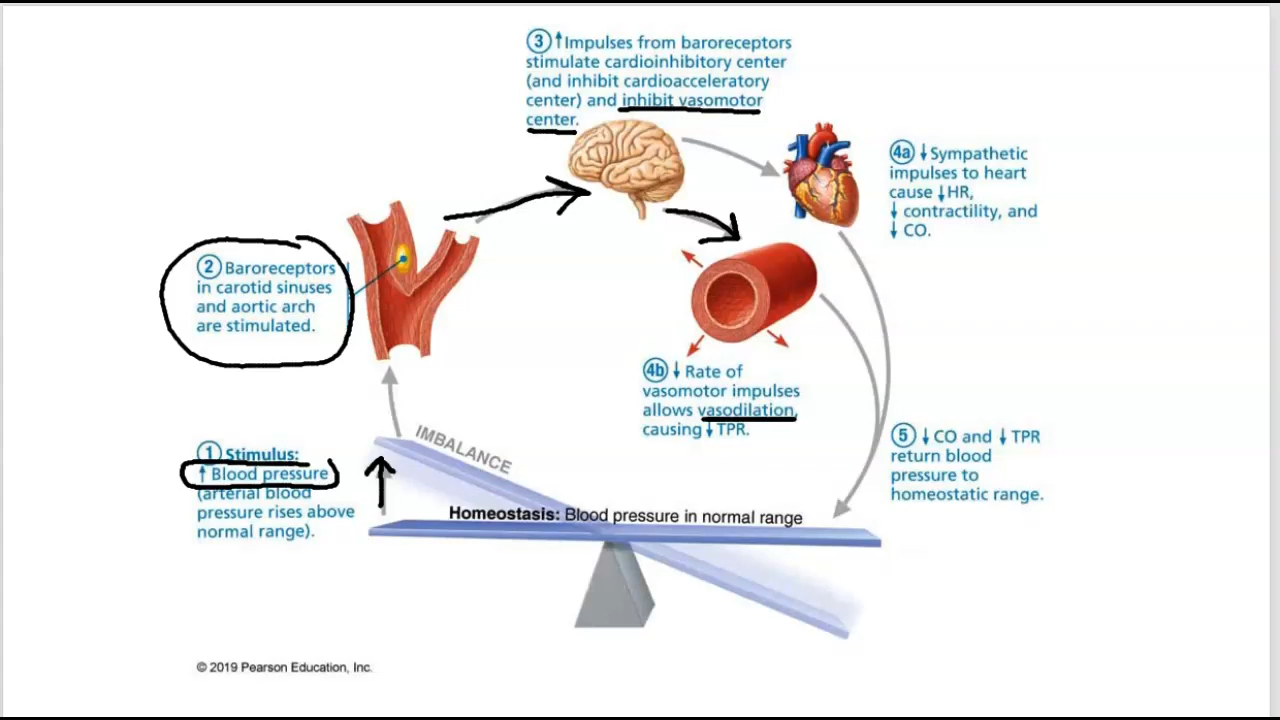 3 ↑Impulses from baroreceptors
stimulate cardioinhibitory center
(and inhibit cardioacceleratory
center) and inhibit vasomotor
center.
4a ↓Sympathetic
impulses to heart
cause ↓HR,
↓ contractility, and
↓ CO.
2 Baroreceptors
in carotid sinuses
and aortic arch
are stimulated.
4b ↓ Rate of
vasomotor impulses
allows vasodilation,
causing ↓TPR.
IMBALANCE
1 Stimulus:
↑ Blood pressure
(arterial blood
pressure rises above
normal range).
5 ↓CO and ↓TPR
return blood
pressure to
homeostatic range.
Homeostasis: Blood pressure in normal range
© 2019 Pearson Education, Inc.